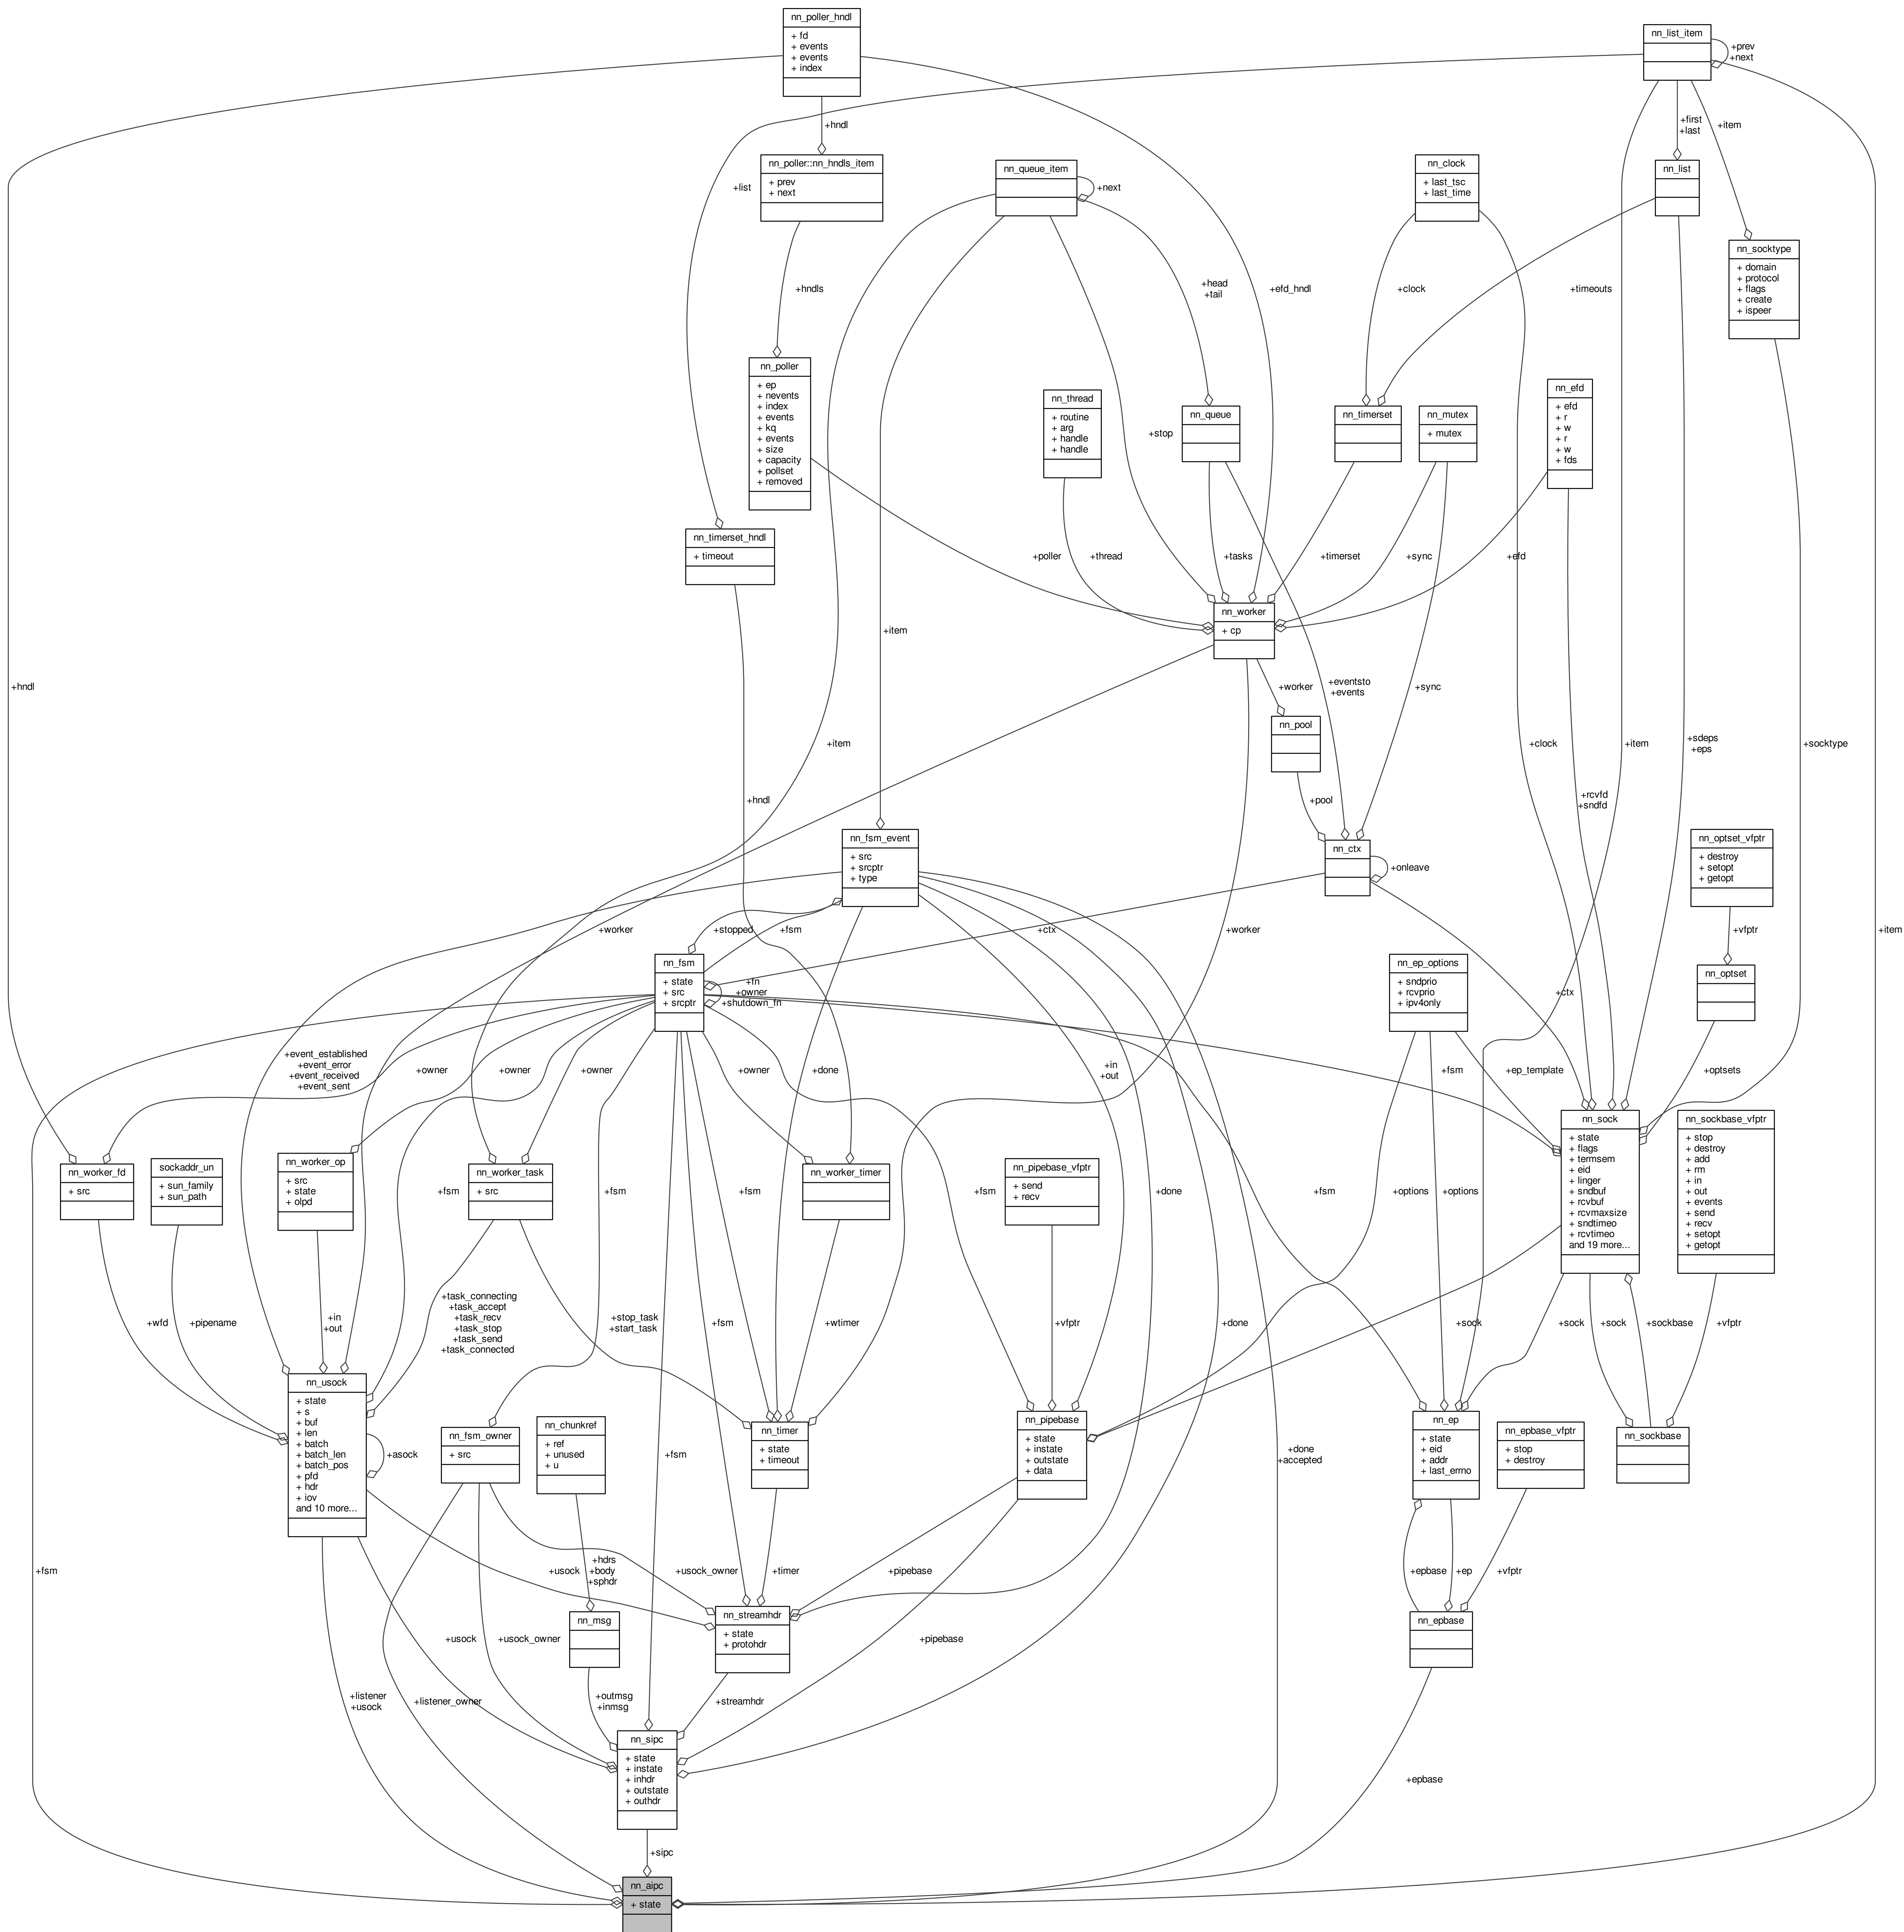 nn_poller_hndl
+ fd
+ events
+ events
+ index
nn_list_item
+prev
+next
+hndl
+first
+last
+item
nn_poller::nn_hndls_item
+ prev
+ next
nn_queue_item
+next
nn_clock
+ last_tsc
+ last_time
nn_list
+list
nn_socktype
+ domain
+ protocol
+ flags
+ create
+ ispeer
+hndls
+head
+tail
+efd_hndl
+clock
+timeouts
nn_poller
+ ep
+ nevents
+ index
+ events
+ kq
+ events
+ size
+ capacity
+ pollset
+ removed
nn_thread
+ routine
+ arg
+ handle
+ handle
+stop
nn_queue
nn_timerset
nn_mutex
+ mutex
nn_efd
+ efd
+ r
+ w
+ r
+ w
+ fds
nn_timerset_hndl
+ timeout
+poller
+thread
+tasks
+timerset
+sync
+efd
nn_worker
+ cp
+item
+hndl
+worker
+eventsto
+events
+sync
nn_pool
+item
+hndl
+pool
+clock
+rcvfd
+sndfd
+item
+sdeps
+eps
+socktype
nn_fsm_event
+ src
+ srcptr
+ type
nn_ctx
+onleave
nn_optset_vfptr
+ destroy
+ setopt
+ getopt
+worker
+stopped
+fsm
+ctx
+worker
+vfptr
+item
nn_fsm
+ state
+ src
+ srcptr
+fn
+owner
+shutdown_fn
nn_ep_options
+ sndprio
+ rcvprio
+ ipv4only
+ctx
nn_optset
+event_established
+event_error
+event_received
+event_sent
+owner
+owner
+owner
+owner
+done
+in
+out
+fsm
+ep_template
+optsets
nn_worker_fd
+ src
sockaddr_un
+ sun_family
+ sun_path
nn_worker_op
+ src
+ state
+ olpd
+fsm
nn_worker_task
+ src
+fsm
+fsm
nn_worker_timer
+fsm
nn_pipebase_vfptr
+ send
+ recv
+done
+fsm
+options
+options
nn_sock
+ state
+ flags
+ termsem
+ eid
+ linger
+ sndbuf
+ rcvbuf
+ rcvmaxsize
+ sndtimeo
+ rcvtimeo
and 19 more...
nn_sockbase_vfptr
+ stop
+ destroy
+ add
+ rm
+ in
+ out
+ events
+ send
+ recv
+ setopt
+ getopt
+wfd
+pipename
+in
+out
+task_connecting
+task_accept
+task_recv
+task_stop
+task_send
+task_connected
+stop_task
+start_task
+fsm
+wtimer
+vfptr
+done
+sock
+sock
+sock
+sockbase
+vfptr
nn_usock
+ state
+ s
+ buf
+ len
+ batch
+ batch_len
+ batch_pos
+ pfd
+ hdr
+ iov
and 10 more...
+asock
nn_fsm_owner
+ src
nn_chunkref
+ ref
+ unused
+ u
+fsm
nn_timer
+ state
+ timeout
nn_pipebase
+ state
+ instate
+ outstate
+ data
+done
+accepted
nn_ep
+ state
+ eid
+ addr
+ last_errno
nn_epbase_vfptr
+ stop
+ destroy
nn_sockbase
+fsm
+usock
+hdrs
+body
+sphdr
+usock_owner
+timer
+pipebase
+epbase
+ep
+vfptr
nn_msg
nn_streamhdr
+ state
+ protohdr
nn_epbase
+usock
+usock_owner
+pipebase
+listener
+usock
+listener_owner
+outmsg
+inmsg
+streamhdr
nn_sipc
+ state
+ instate
+ inhdr
+ outstate
+ outhdr
+epbase
+sipc
nn_aipc
+ state